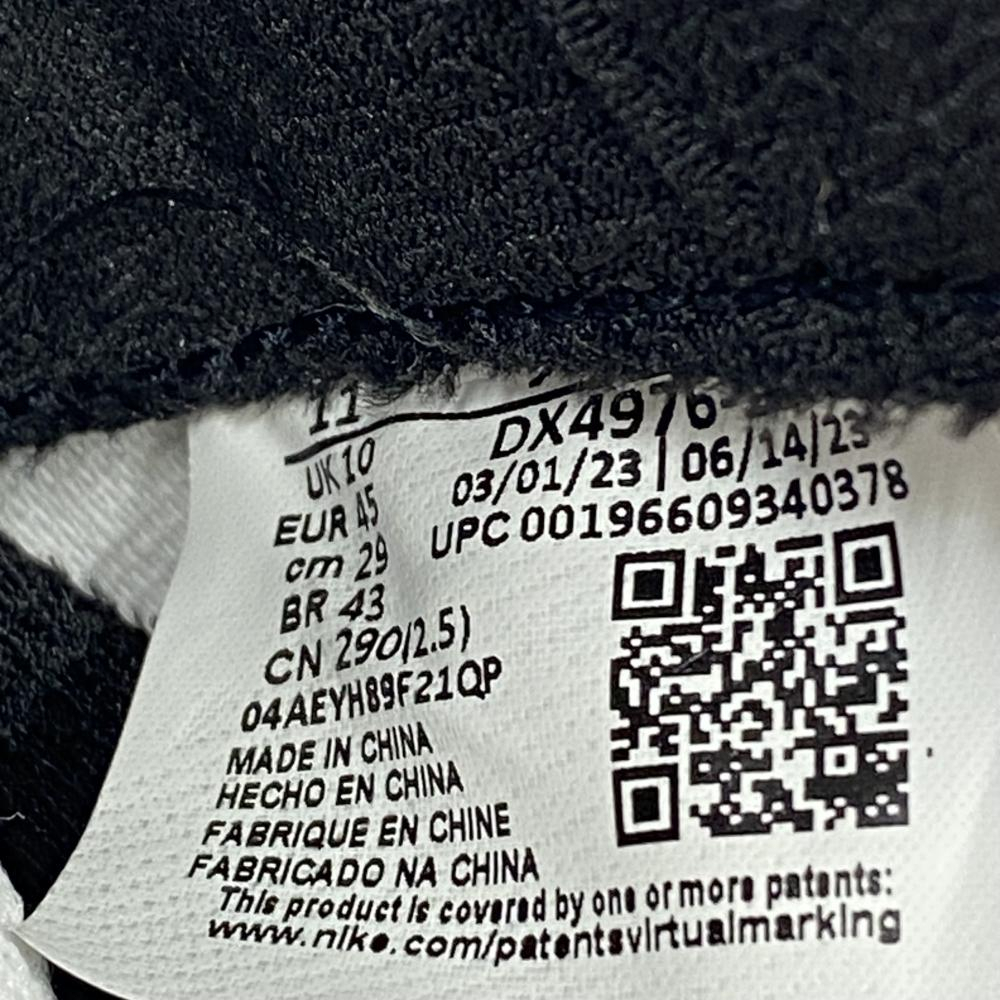 11
UK 10
EUR 45
cm 29
BR 43
CN 290(2.5)
04AEYH89F21QP
DX4976
03/01/23 | 06/14/23
UPC 00196609340378
MADE IN CHINA
HECHO EN CHINA
FABRIQUE EN CHINE
FABRICADO NA CHINA
This product is covered by one or more patents:
www.nike.com/patentsvirtualmarking